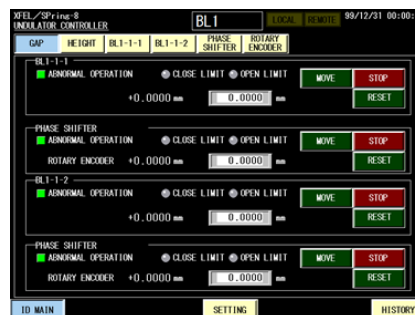 XFEL/SPring-8
UNDULATOR CONTROLLER
BL1
LOCAL REMOTE
99/12/31 00:00:
GAP HEIGHT BL1-1-1 BL1-1-2 PHASE SHIFTER ROTARY ENCODER
BL1-1-1
ABNORMAL OPERATION CLOSE LIMIT OPEN LIMIT MOVE STOP
+0.0000 mm 0.0000 mm RESET
PHASE SHIFTER
ABNORMAL OPERATION CLOSE LIMIT OPEN LIMIT MOVE STOP
ROTARY ENCODER +0.0000 mm 0.0000 mm RESET
BL1-1-2
ABNORMAL OPERATION CLOSE LIMIT OPEN LIMIT MOVE STOP
+0.0000 mm 0.0000 mm RESET
PHASE SHIFTER
ABNORMAL OPERATION CLOSE LIMIT OPEN LIMIT MOVE STOP
ROTARY ENCODER +0.0000 mm 0.0000 mm RESET
ID MAIN SETTING HISTORY